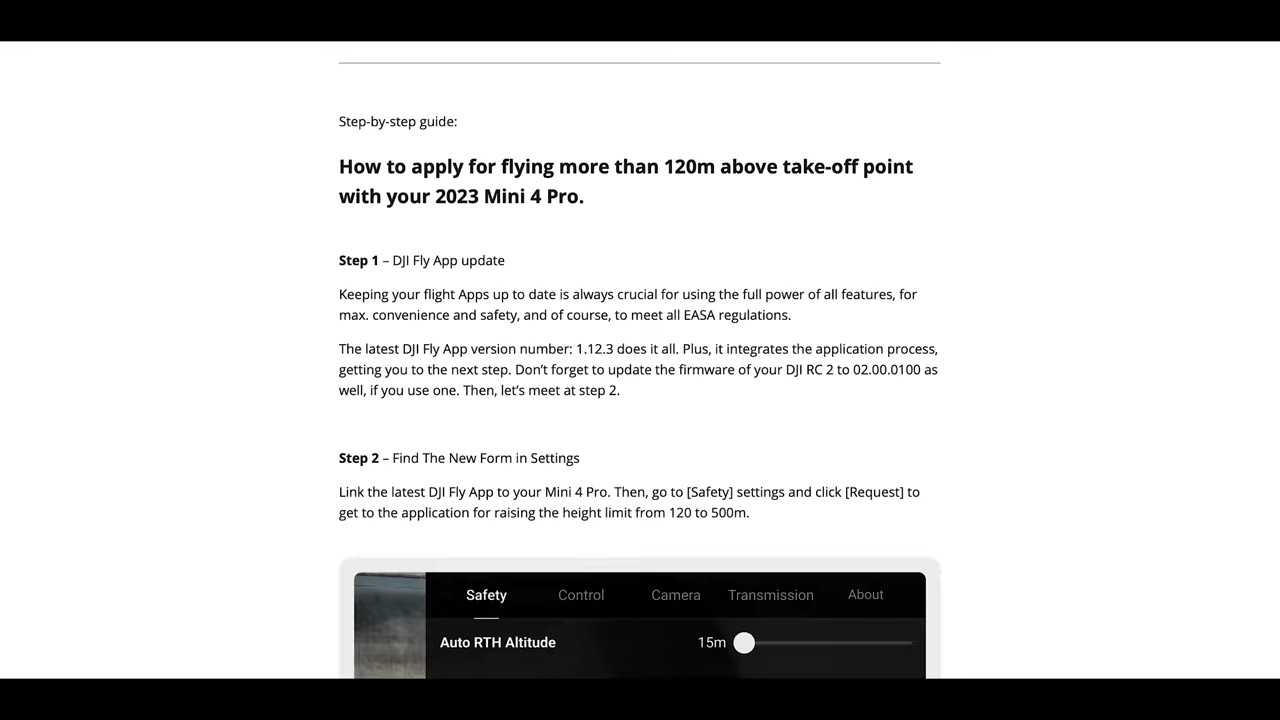 Step-by-step guide:
How to apply for flying more than 120m above take-off point
with your 2023 Mini 4 Pro.
Step 1 – DJI Fly App update
Keeping your flight Apps up to date is always crucial for using the full power of all features, for
max. convenience and safety, and of course, to meet all EASA regulations.
The latest DJI Fly App version number: 1.12.3 does it all. Plus, it integrates the application process,
getting you to the next step. Don’t forget to update the firmware of your DJI RC 2 to 02.00.0100 as
well, if you use one. Then, let’s meet at step 2.
Step 2 – Find The New Form in Settings
Link the latest DJI Fly App to your Mini 4 Pro. Then, go to [Safety] settings and click [Request] to
get to the application for raising the height limit from 120 to 500m.
Safety Control Camera Transmission About
Auto RTH Altitude 15m